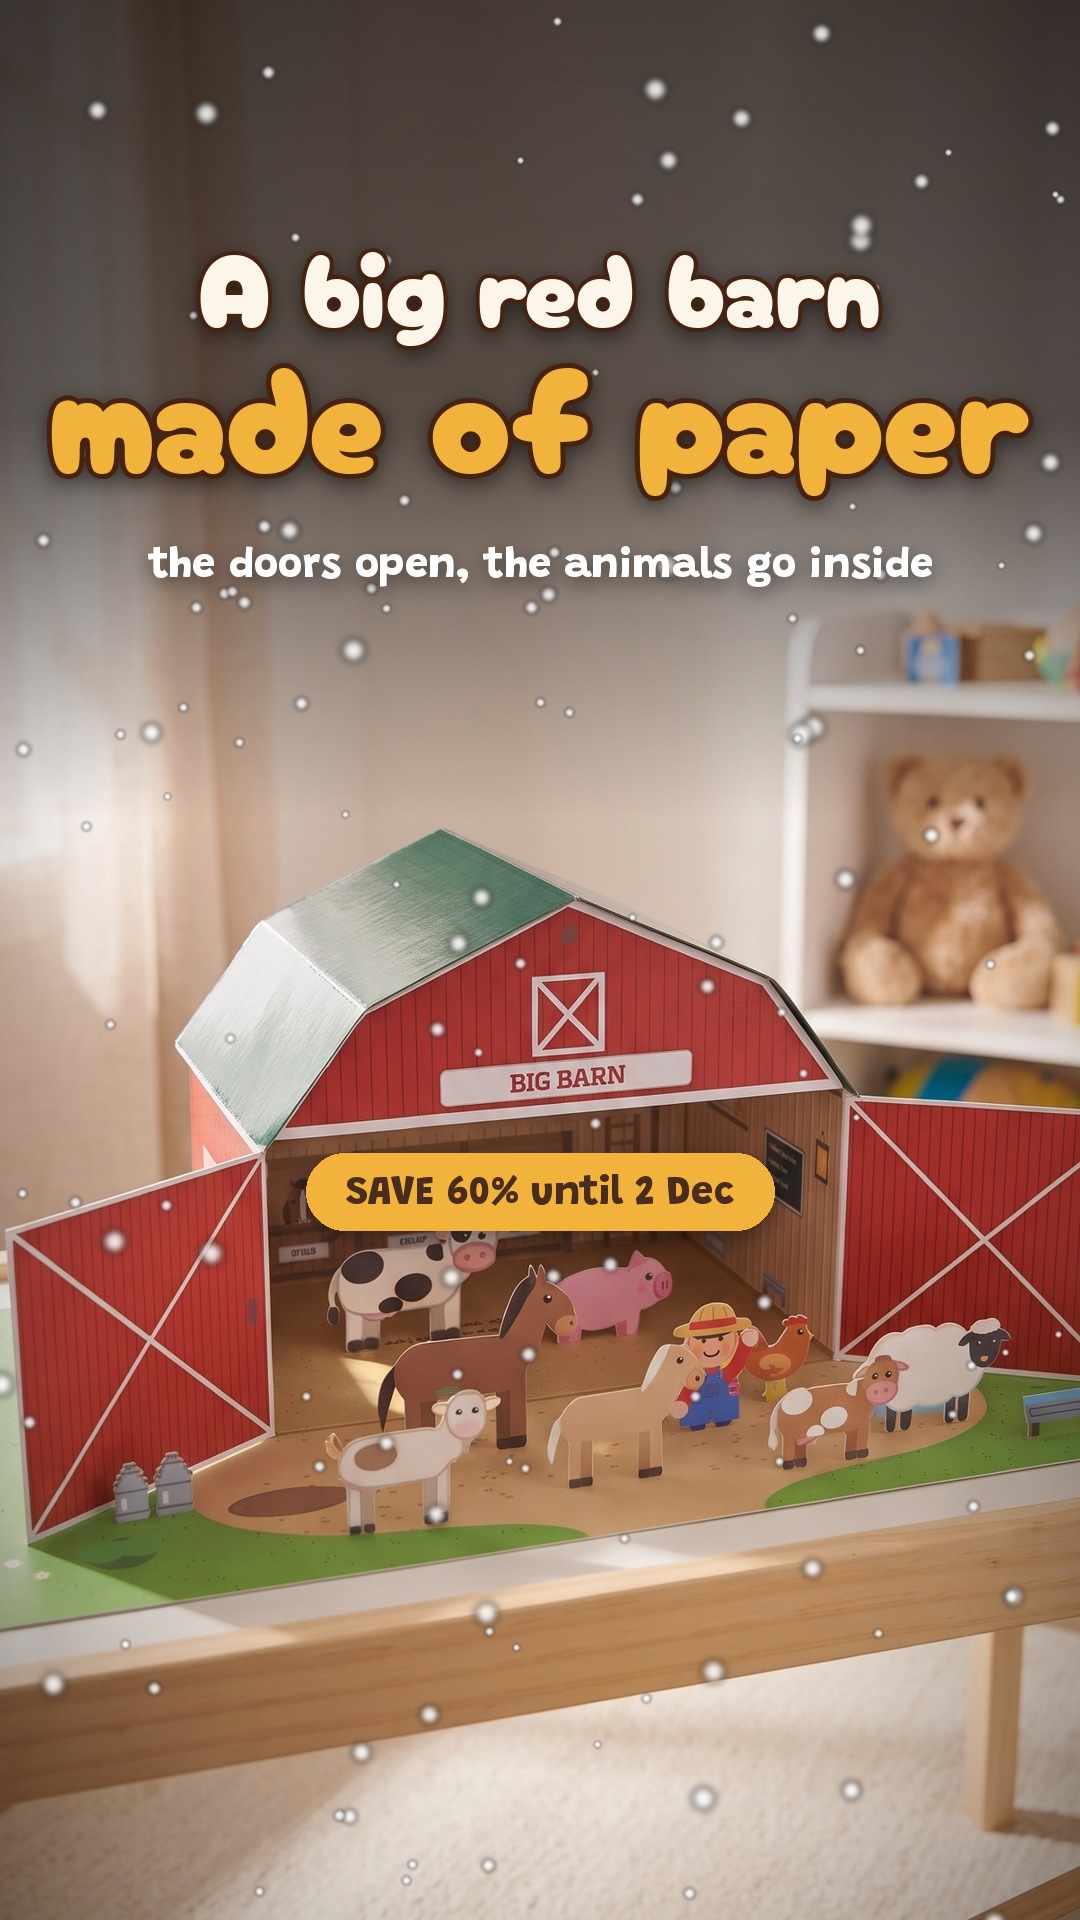 A big red barn
made of paper
the doors open, the animals go inside
BIG BARN
SAVE 60% until 2 Dec